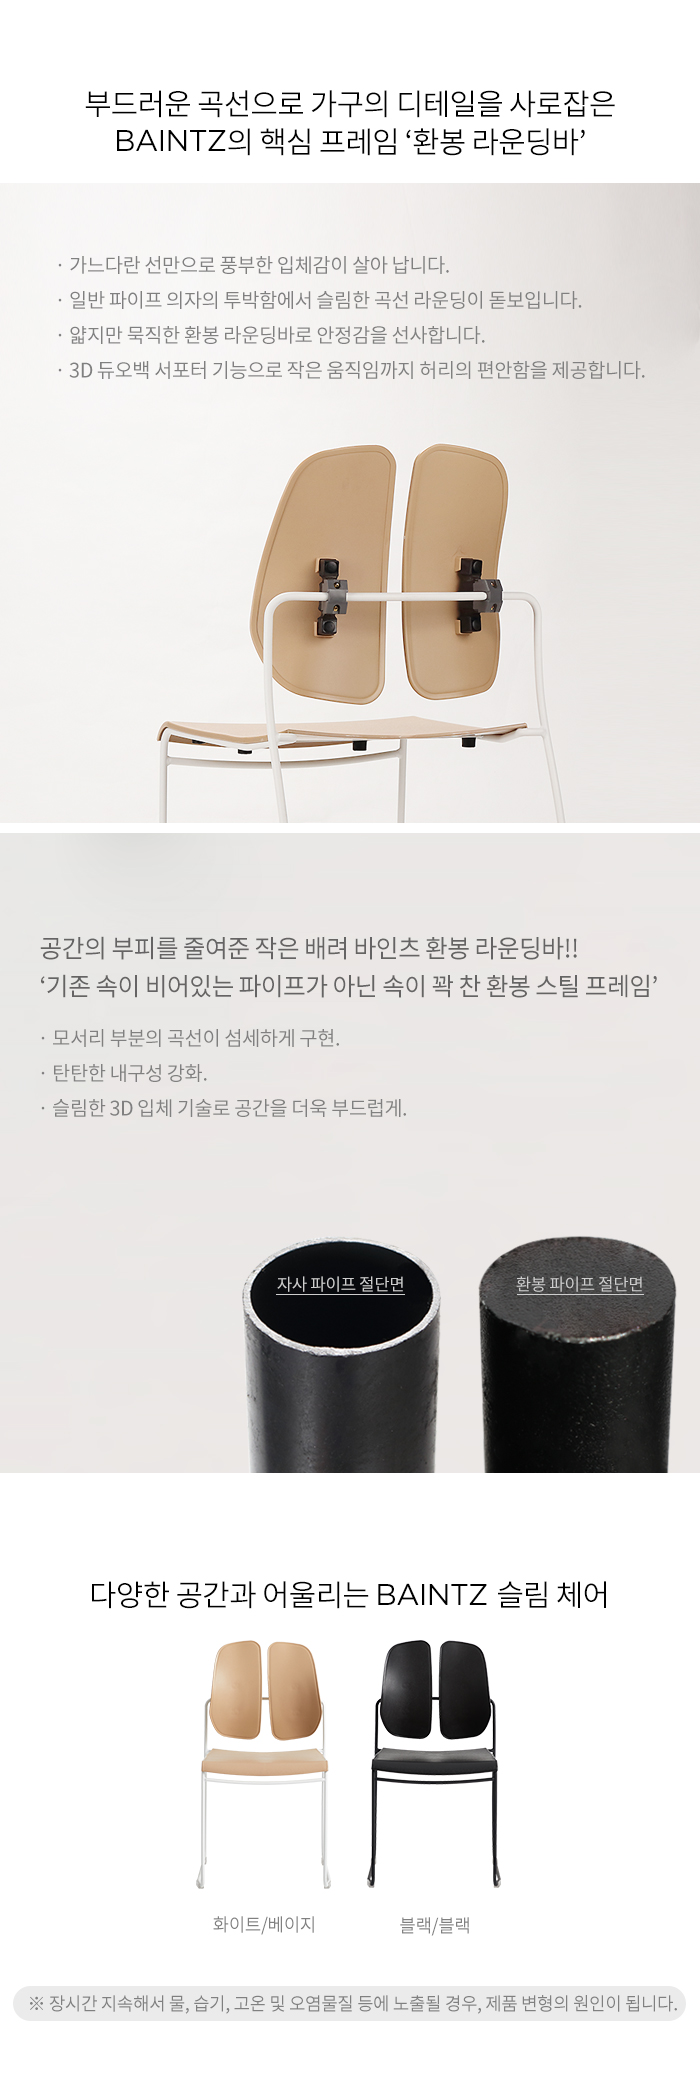 부드러운 곡선으로 가구의 디테일을 사로잡은
BAINTZ의 핵심 프레임 ‘환봉 라운딩바’
· 가느다란 선만으로 풍부한 입체감이 살아 납니다.
· 일반 파이프 의자의 투박함에서 슬림한 곡선 라운딩이 돋보입니다.
· 얇지만 묵직한 환봉 라운딩바로 안정감을 선사합니다.
· 3D 듀오백 서포터 기능으로 작은 움직임까지 허리의 편안함을 제공합니다.
공간의 부피를 줄여준 작은 배려 바인츠 환봉 라운딩바!!
‘기존 속이 비어있는 파이프가 아닌 속이 꽉 찬 환봉 스틸 프레임’
· 모서리 부분의 곡선이 섬세하게 구현.
· 탄탄한 내구성 강화.
· 슬림한 3D 입체 기술로 공간을 더욱 부드럽게.
자사 파이프 절단면
환봉 파이프 절단면
다양한 공간과 어울리는 BAINTZ 슬림 체어
화이트/베이지
블랙/블랙
※ 장시간 지속해서 물, 습기, 고온 및 오염물질 등에 노출될 경우, 제품 변형의 원인이 됩니다.